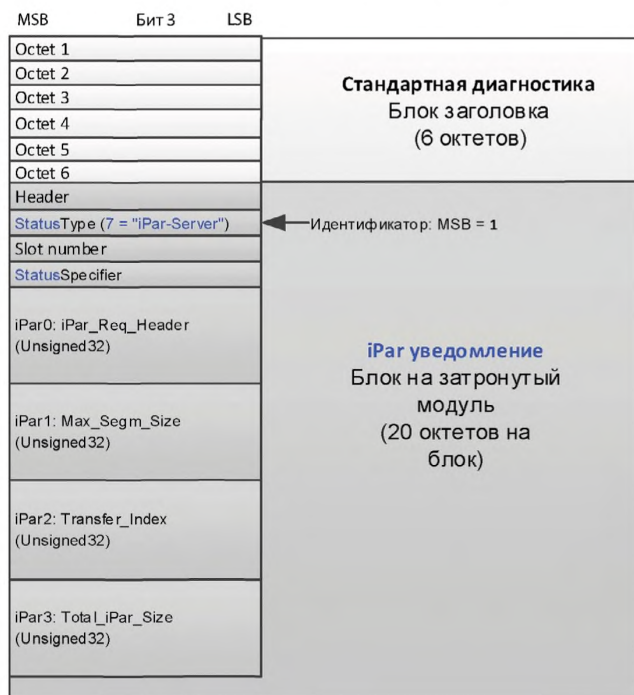 MSB Бит 3 LSB
Octet 1
Octet 2
Octet 3
Octet 4
Octet 5
Octet 6
Стандартная диагностика
Блок заголовка
(6 октетов)
Header
StatusType (7 = "iPar-Server")
Идентификатор: MSB = 1
Slot number
StatusSpecifier
iPar0: iPar_Req_Header
(Unsigned32)
iPar1: Max_Segm_Size
(Unsigned32)
iPar2: Transfer_Index
(Unsigned32)
iPar3: Total_iPar_Size
(Unsigned32)
iPar уведомление
Блок на затронутый
модуль
(20 октетов на
блок)